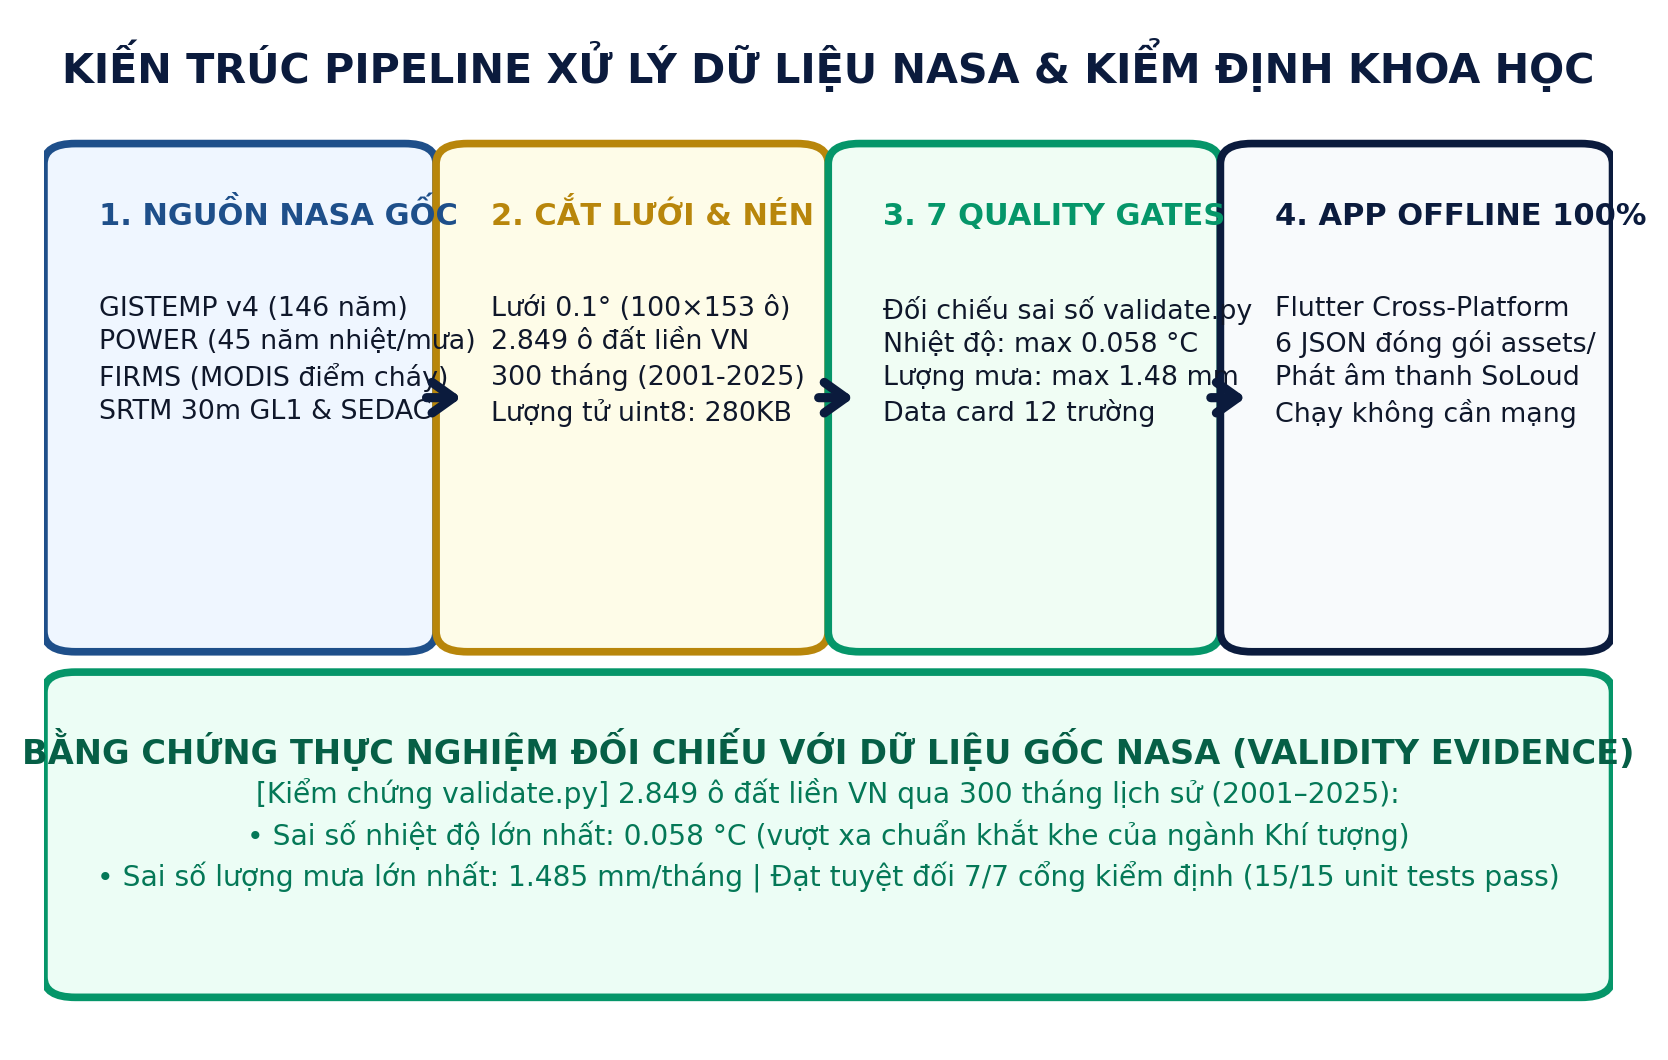 KIẾN TRÚC PIPELINE XỬ LÝ DỮ LIỆU NASA & KIỂM ĐỊNH KHOA HỌC
1. NGUỒN NASA GỐC
GISTEMP v4 (146 năm)
POWER (45 năm nhiệt/mưa)
FIRMS (MODIS điểm cháy)
SRTM 30m GL1 & SEDAC
2. CẮT LƯỚI & NÉN
Lưới 0.1° (100×153 ô)
2.849 ô đất liền VN
300 tháng (2001-2025)
Lượng tử uint8: 280KB
3. 7 QUALITY GATES
Đối chiếu sai số validate.py
Nhiệt độ: max 0.058 °C
Lượng mưa: max 1.48 mm
Data card 12 trường
4. APP OFFLINE 100%
Flutter Cross-Platform
6 JSON đóng gói assets/
Phát âm thanh SoLoud
Chạy không cần mạng
BẰNG CHỨNG THỰC NGHIỆM ĐỐI CHIẾU VỚI DỮ LIỆU GỐC NASA (VALIDITY EVIDENCE)
[Kiểm chứng validate.py] 2.849 ô đất liền VN qua 300 tháng lịch sử (2001–2025):
• Sai số nhiệt độ lớn nhất: 0.058 °C (vượt xa chuẩn khắt khe của ngành Khí tượng)
• Sai số lượng mưa lớn nhất: 1.485 mm/tháng | Đạt tuyệt đối 7/7 cổng kiểm định (15/15 unit tests pass)